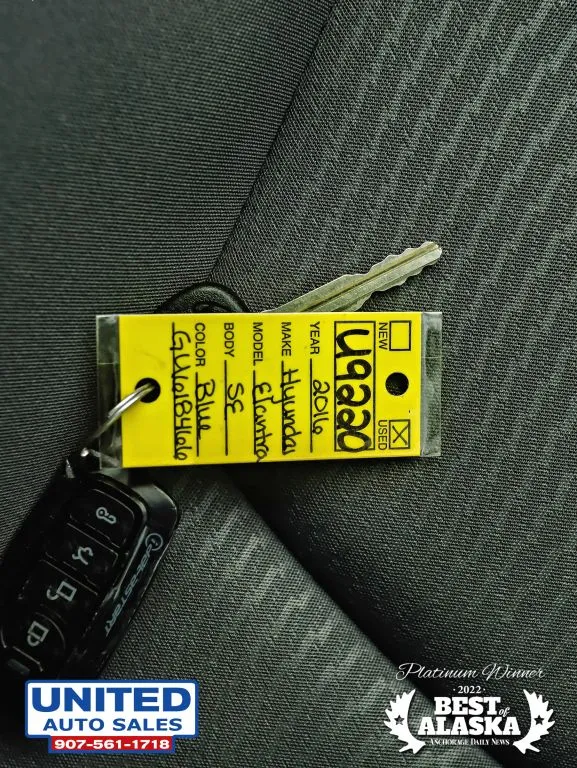 NEW USED
U9220
YEAR 2016
MAKE Hyundai
MODEL Elantra
BODY SE
COLOR Blue
Platinum Winner
· 2022 ·
BEST of
ALASKA
ANCHORAGE DAILY NEWS
UNITED
AUTO SALES
907-561-1718